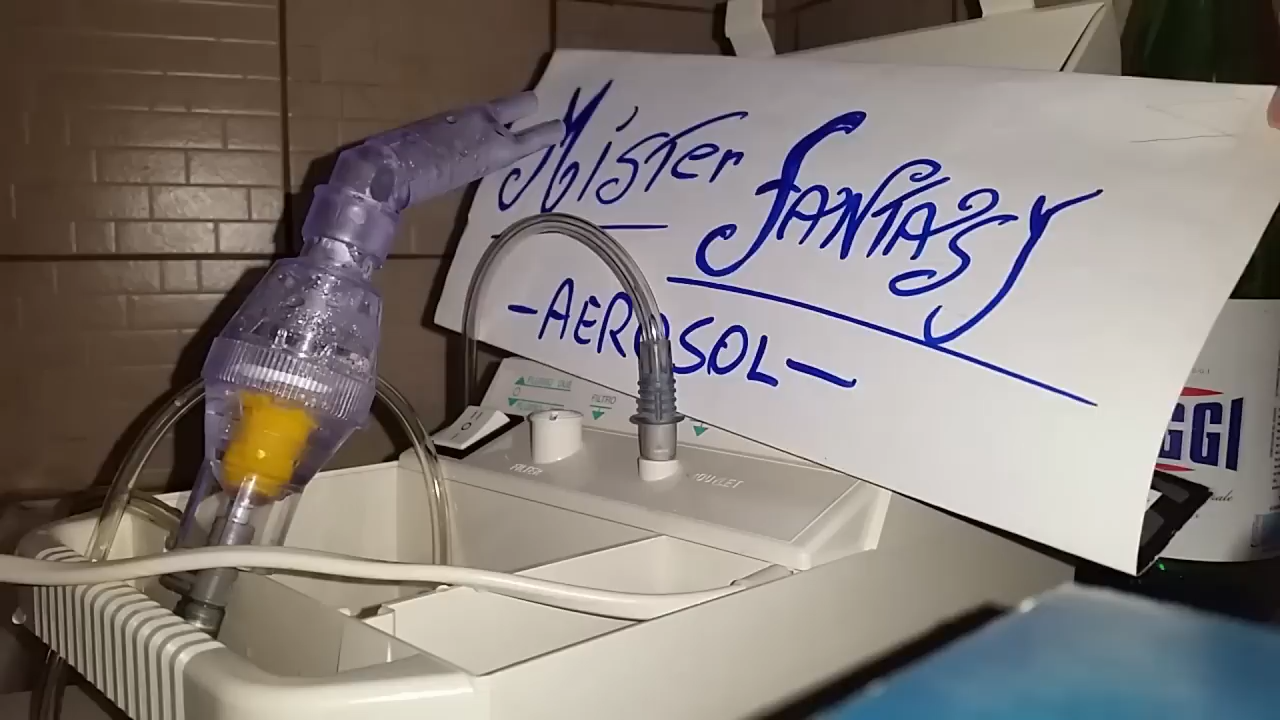 Mister FANTASY
-AEROSOL-
FILTRO
FILTER
OUTLET
GGI